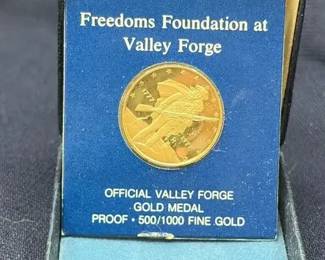 Freedoms Foundation at
Valley Forge
OFFICIAL VALLEY FORGE
GOLD MEDAL
PROOF • 500/1000 FINE GOLD